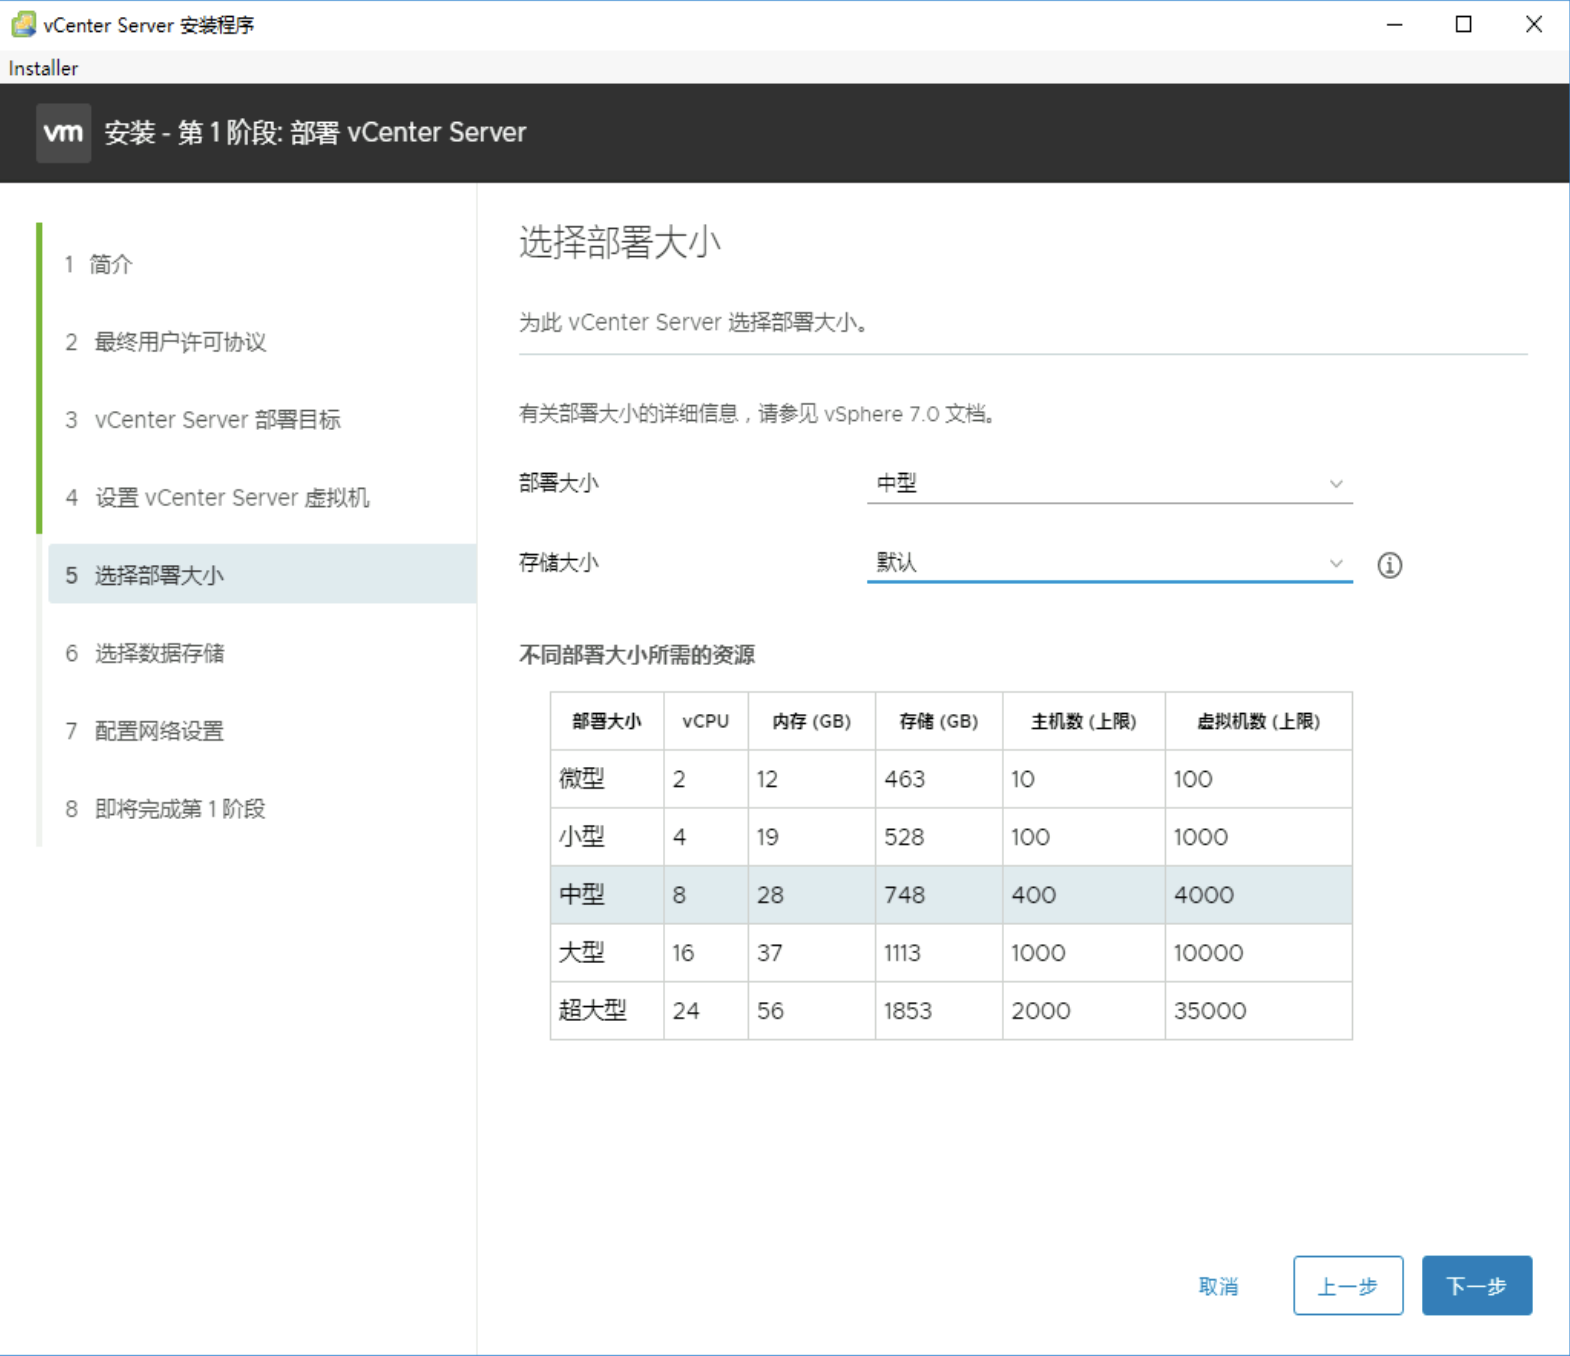 vCenter Server 安装程序
Installer
vm 安装 - 第 1 阶段: 部署 vCenter Server
1 简介
2 最终用户许可协议
3 vCenter Server 部署目标
4 设置 vCenter Server 虚拟机
5 选择部署大小
6 选择数据存储
7 配置网络设置
8 即将完成第 1 阶段
选择部署大小
为此 vCenter Server 选择部署大小。
有关部署大小的详细信息，请参见 vSphere 7.0 文档。
部署大小 中型
存储大小 默认
不同部署大小所需的资源
部署大小 vCPU 内存 (GB) 存储 (GB) 主机数 (上限) 虚拟机数 (上限)
微型 2 12 463 10 100
小型 4 19 528 100 1000
中型 8 28 748 400 4000
大型 16 37 1113 1000 10000
超大型 24 56 1853 2000 35000
取消 上一步 下一步